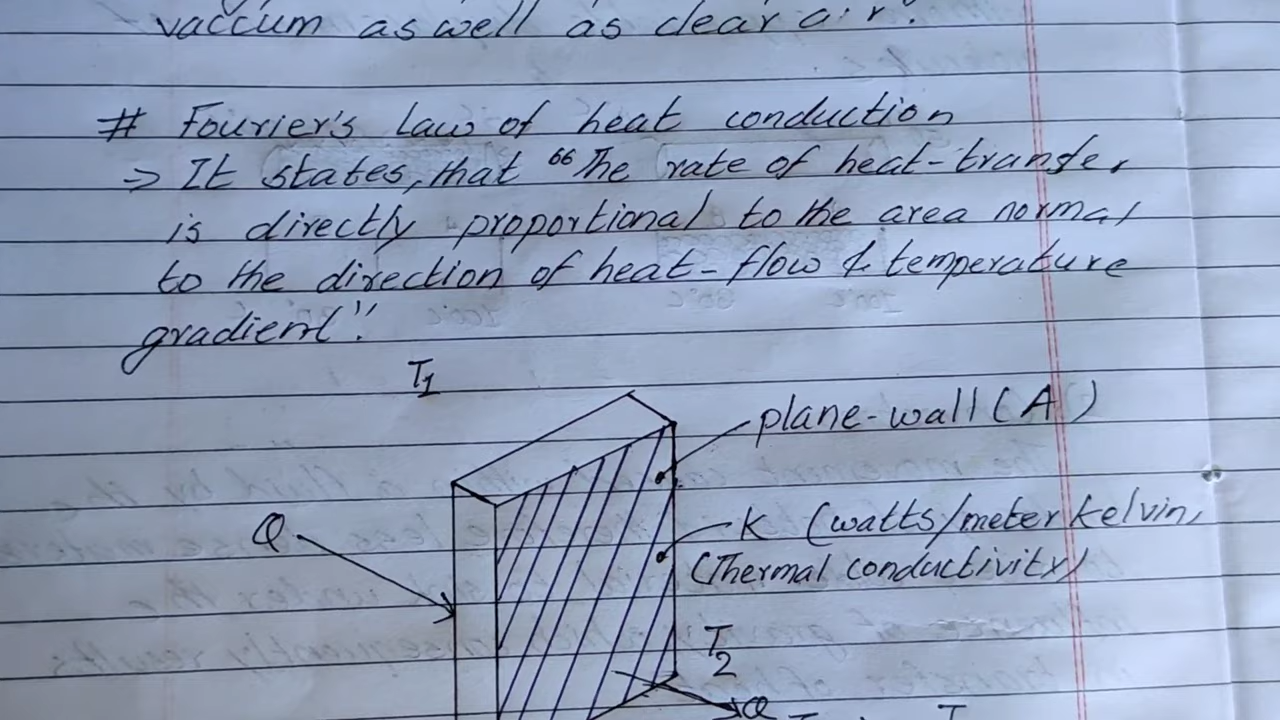 vaccum as well as clear air.
# Fourier's Law of heat conduction
⇒ It states, that "The rate of heat-transfer
is directly proportional to the area normal
to the direction of heat-flow & temperature
gradient".
T1
plane-wall (A)
Q
K (watts/meter kelvin)
(Thermal conductivity)
T2
Q